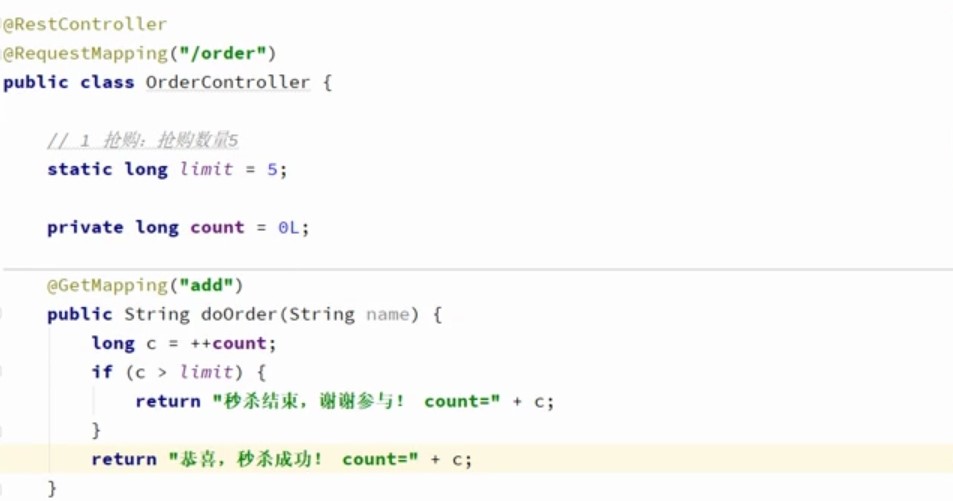 @RestController
@RequestMapping("/order")
public class OrderController {
// 1 抢购：抢购数量5
static long limit = 5;
private long count = 0L;
@GetMapping("add")
public String doOrder(String name) {
long c = ++count;
if (c > limit) {
return "秒杀结束，谢谢参与！ count=" + c;
}
return "恭喜，秒杀成功！ count=" + c;
}